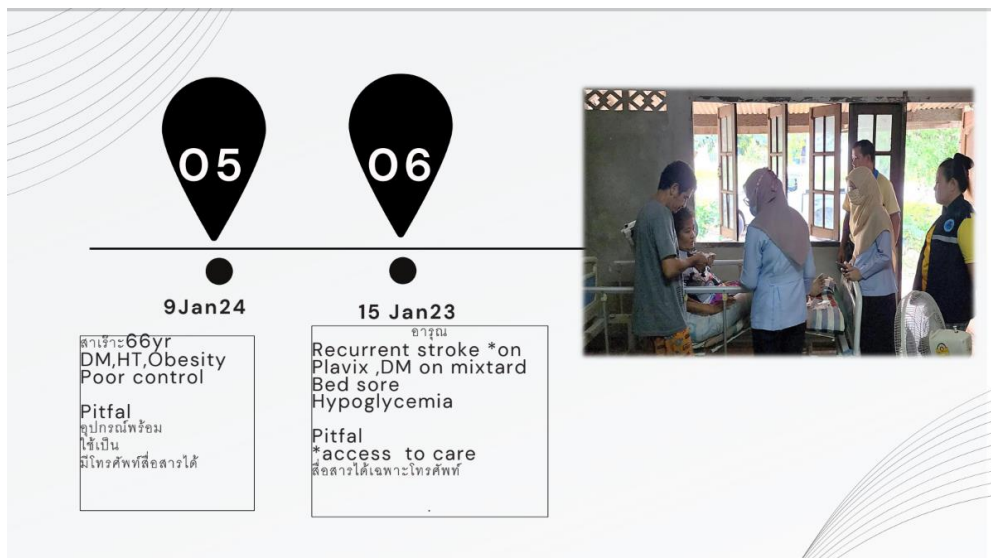 05
9Jan24
สาเร๊าะ66yr
DM,HT,Obesity
Poor control
Pitfal
อุปกรณ์พร้อม
ใช้เป็น
มีโทรศัพท์สื่อสารได้
06
15 Jan23
อารุณ
Recurrent stroke *on
Plavix ,DM on mixtard
Bed sore
Hypoglycemia
Pitfal
*access to care
สื่อสารได้เฉพาะโทรศัพท์
.